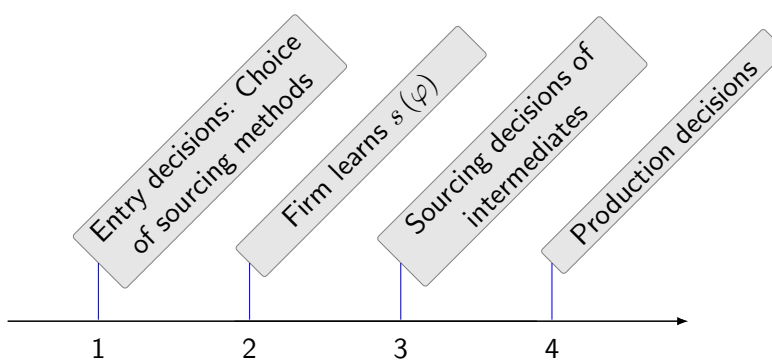 Entry decisions: Choice
of sourcing methods
Firm learns s (φ)
Sourcing decisions of
intermediates
Production decisions
1 2 3 4